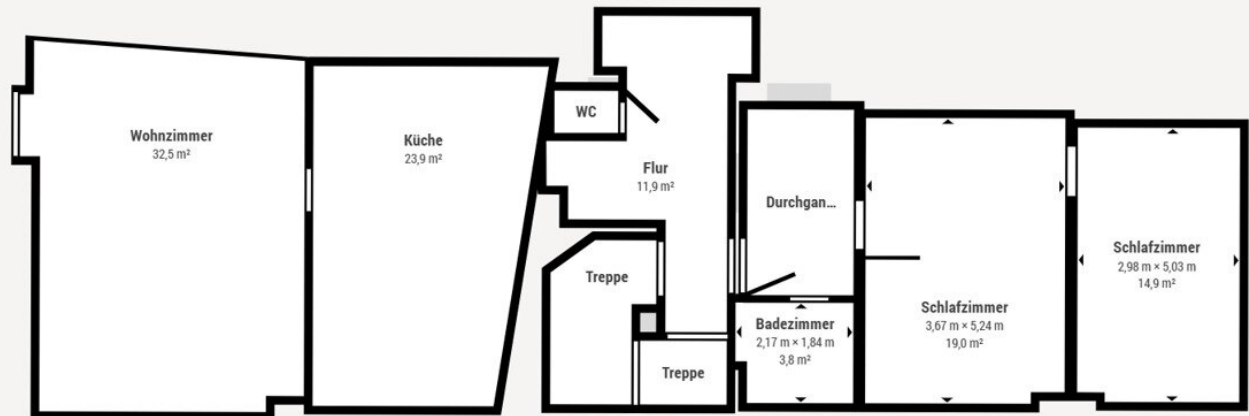 Wohnzimmer
32,5 m²
Küche
23,9 m²
WC
Flur
11,9 m²
Treppe
Treppe
Durchgan...
Badezimmer
2,17 m × 1,84 m
3,8 m²
Schlafzimmer
3,67 m × 5,24 m
19,0 m²
Schlafzimmer
2,98 m × 5,03 m
14,9 m²